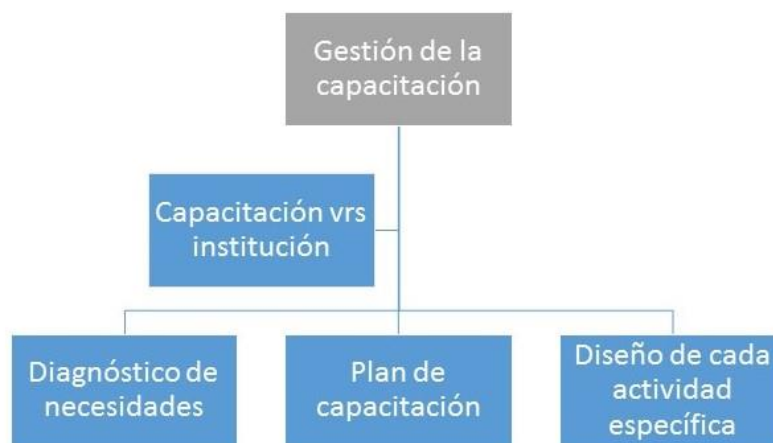 Gestión de la
capacitación
Capacitación vrs
institución
Diagnóstico de
necesidades
Plan de
capacitación
Diseño de cada
actividad
específica